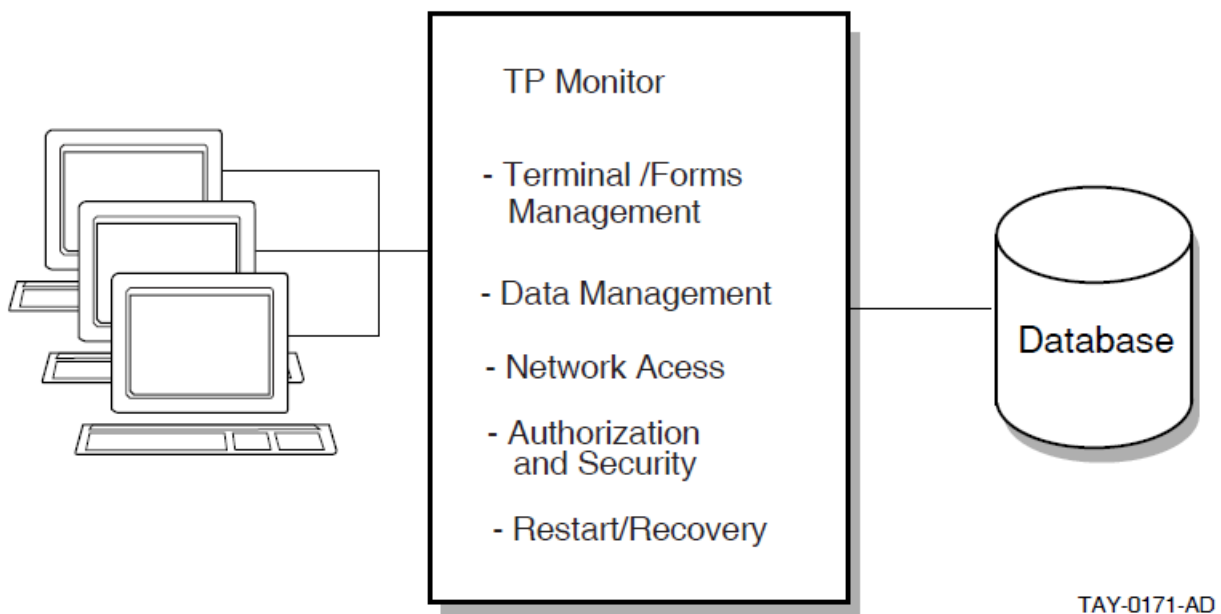 TP Monitor
- Terminal /Forms
Management
- Data Management
- Network Acess
- Authorization
and Security
- Restart/Recovery
Database
TAY-0171-AD